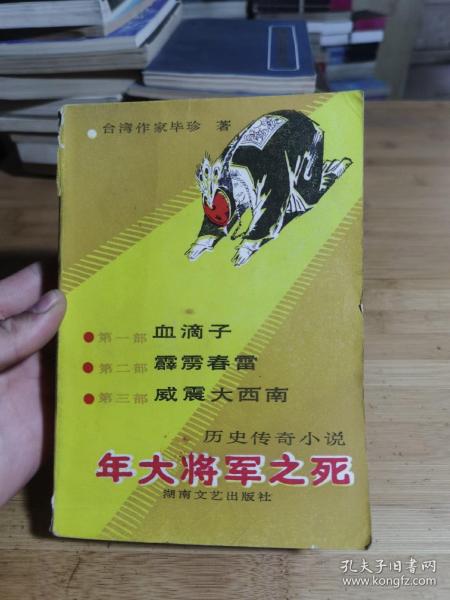 台湾作家毕珍 著
第一部 血滴子
第二部 霹雳春雷
第三部 威震大西南
历史传奇小说
年大将军之死
湖南文艺出版社
孔夫子旧书网
www.kongfz.com